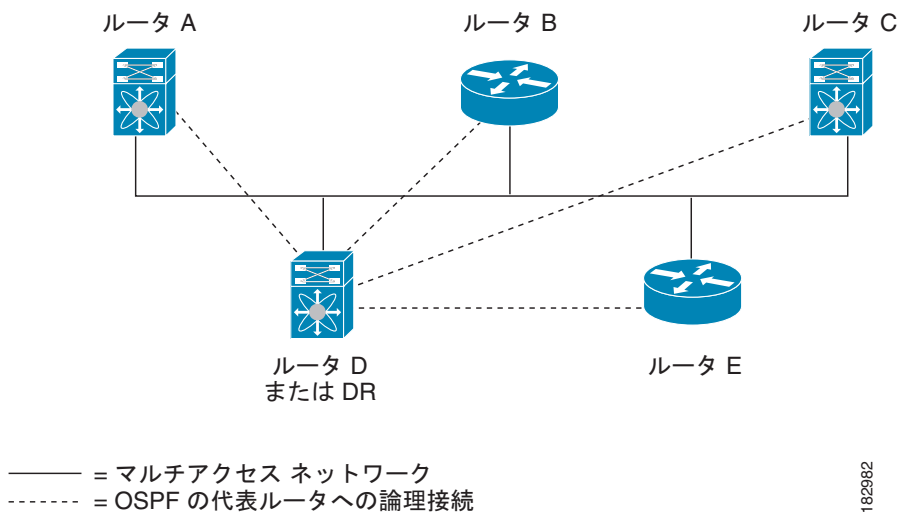 ルータ A
ルータ B
ルータ C
ルータ D
または DR
ルータ E
= マルチアクセス ネットワーク
= OSPF の代表ルータへの論理接続
182982